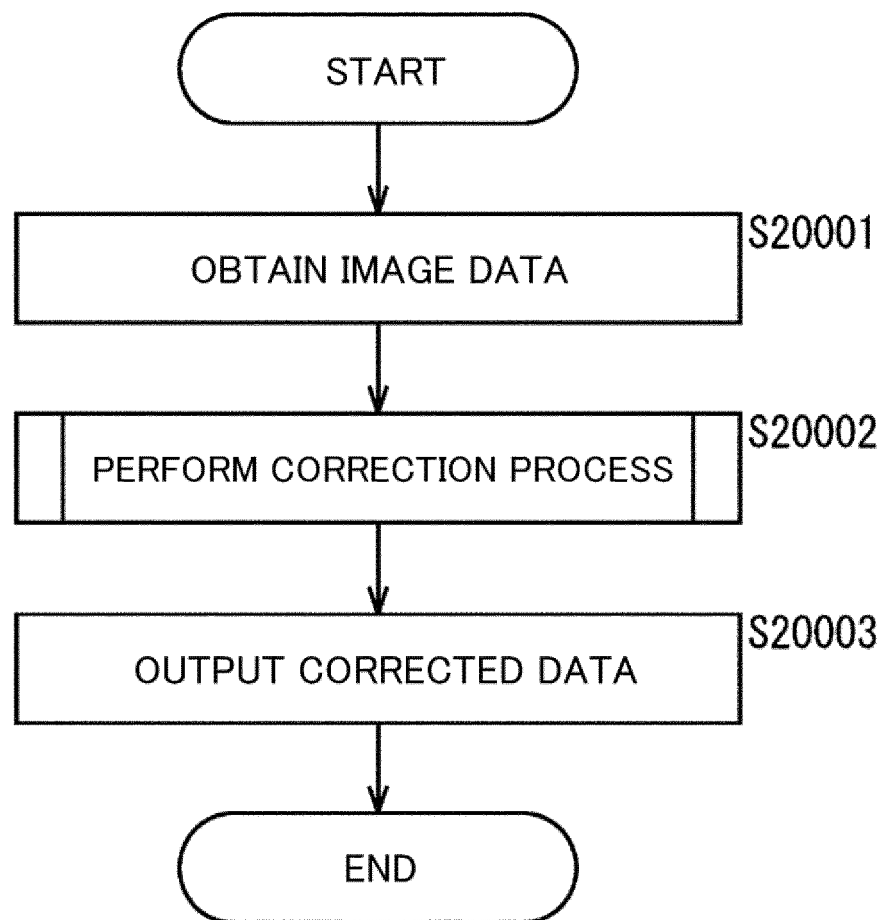 START
S20001
OBTAIN IMAGE DATA
S20002
PERFORM CORRECTION PROCESS
S20003
OUTPUT CORRECTED DATA
END